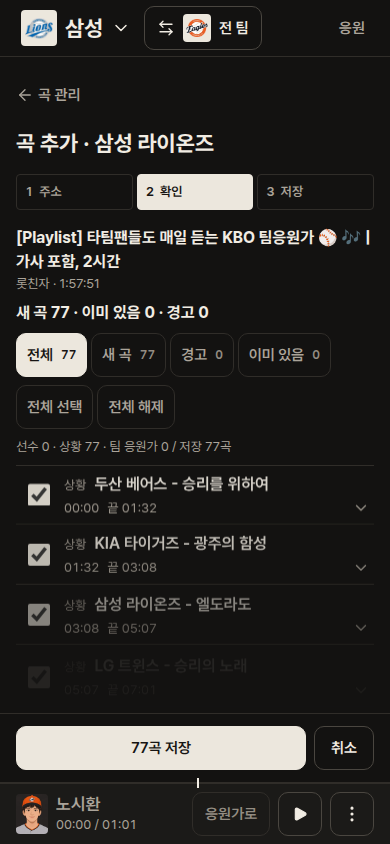 Lions 삼성 Eagles 전 팀 응원
← 곡 관리
곡 추가 · 삼성 라이온즈
1 주소 2 확인 3 저장
[Playlist] 타팀팬들도 매일 듣는 KBO 팀응원가 ⚾ 🎶 |
가사 포함, 2시간
롯친자 · 1:57:51
새 곡 77 · 이미 있음 0 · 경고 0
전체 77 새 곡 77 경고 0 이미 있음 0
전체 선택 전체 해제
선수 0 · 상황 77 · 팀 응원가 0 / 저장 77곡
상황 두산 베어스 - 승리를 위하여
00:00 끝 01:32
상황 KIA 타이거즈 - 광주의 함성
01:32 끝 03:08
상황 삼성 라이온즈 - 엘도라도
03:08 끝 05:07
상황 LG 트윈스 - 승리의 노래
05:07 끝 07:01
77곡 저장 취소
노시환 응원가로
00:00 / 01:01